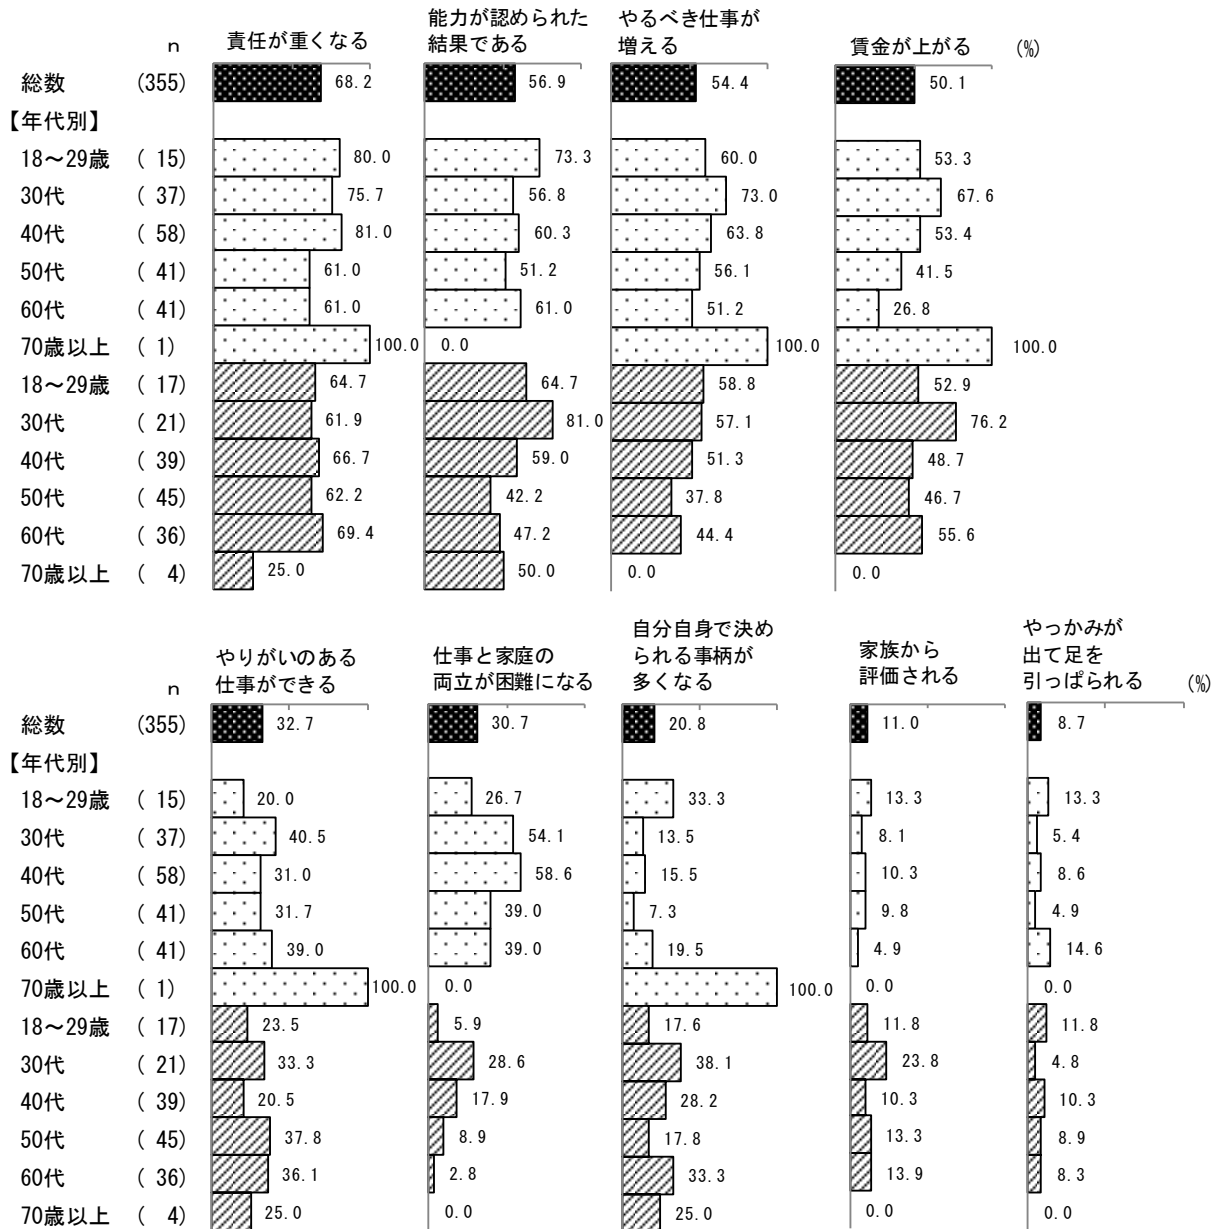 n 責任が重くなる 能力が認められた
結果である やるべき仕事が
増える 賃金が上がる (%)
総数 (355) 68.2 56.9 54.4 50.1
【年代別】
18～29歳 ( 15) 80.0 73.3 60.0 53.3
30代 ( 37) 75.7 56.8 73.0 67.6
40代 ( 58) 81.0 60.3 63.8 53.4
50代 ( 41) 61.0 51.2 56.1 41.5
60代 ( 41) 61.0 61.0 51.2 26.8
70歳以上 ( 1) 100.0 0.0 100.0 100.0
18～29歳 ( 17) 64.7 64.7 58.8 52.9
30代 ( 21) 61.9 81.0 57.1 76.2
40代 ( 39) 66.7 59.0 51.3 48.7
50代 ( 45) 62.2 42.2 37.8 46.7
60代 ( 36) 69.4 47.2 44.4 55.6
70歳以上 ( 4) 25.0 50.0 0.0 0.0
n やりがいのある
仕事ができる 仕事と家庭の
両立が困難になる 自分自身で決め
られる事柄が
多くなる 家族から
評価される やっかみが
出て足を
引っぱられる (%)
総数 (355) 32.7 30.7 20.8 11.0 8.7
【年代別】
18～29歳 ( 15) 20.0 26.7 33.3 13.3 13.3
30代 ( 37) 40.5 54.1 13.5 8.1 5.4
40代 ( 58) 31.0 58.6 15.5 10.3 8.6
50代 ( 41) 31.7 39.0 7.3 9.8 4.9
60代 ( 41) 39.0 39.0 19.5 4.9 14.6
70歳以上 ( 1) 100.0 0.0 100.0 0.0 0.0
18～29歳 ( 17) 23.5 5.9 17.6 11.8 11.8
30代 ( 21) 33.3 28.6 38.1 23.8 4.8
40代 ( 39) 20.5 17.9 28.2 10.3 10.3
50代 ( 45) 37.8 8.9 17.8 13.3 8.9
60代 ( 36) 36.1 2.8 33.3 13.9 8.3
70歳以上 ( 4) 25.0 0.0 25.0 0.0 0.0